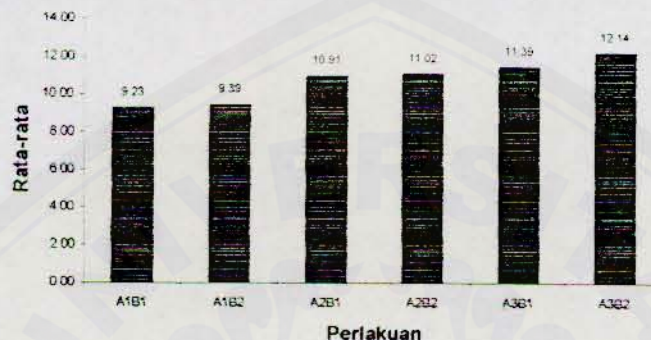 14.00
12.00
10.00
8.00
6.00
4.00
2.00
0.00
Rata-rata
9.23
9.39
10.91
11.02
11.39
12.14
A1B1
A1B2
A2B1
A2B2
A3B1
A3B2
Perlakuan
UNIVERSITAS